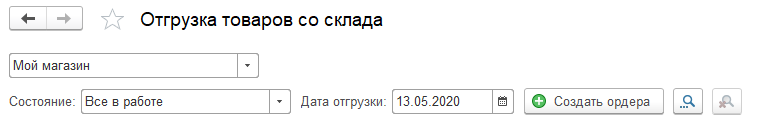 Отгрузка товаров со склада
Мой магазин
Состояние: Все в работе Дата отгрузки: 13.05.2020 Создать ордера